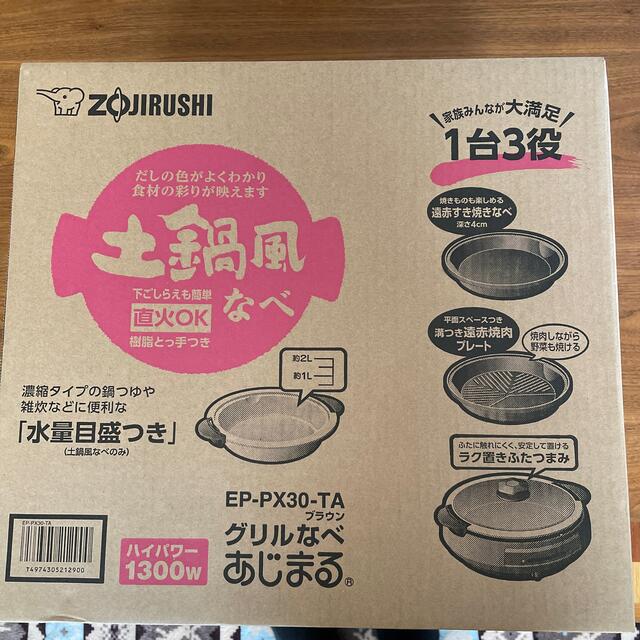 ZOJIRUSHI
家族みんなが大満足
1台3役
だしの色がよくわかり
食材の彩りが映えます
土鍋風
なべ
下ごしらえも簡単
直火OK
樹脂とっ手つき
焼きものも楽しめる
遠赤すき焼きなべ
深さ4cm
平面スペースつき
溝つき遠赤焼肉
プレート
焼肉しながら
野菜も焼ける
約2L
約1L
濃縮タイプの鍋つゆや
雑炊などに便利な
「水量目盛つき」
(土鍋風なべのみ)
ふたに触れにくく、安定して置ける
ラク置きふたつまみ
EP-PX30-TA
ブラウン
グリルなべ
あじまる®
EP-PX30-TA
T4974305212900
ハイパワー
1300W